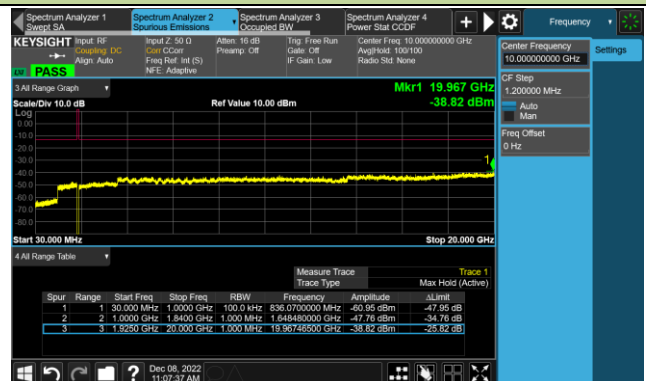 Spectrum Analyzer 1
Swept SA
Spectrum Analyzer 2
Spurious Emissions
Spectrum Analyzer 3
Occupied BW
Spectrum Analyzer 4
Power Stat CCDF
Frequency
KEYSIGHT
Input: RF
Coupling: DC
Align: Auto
Input Z: 50 Ω
Corr CCorr
Freq Ref: Int (S)
NFE: Adaptive
Atten: 16 dB
Preamp: Off
Trig: Free Run
Gate: Off
IF Gain: Low
Center Freq: 10.000000000 GHz
Avg|Hold: 100/100
Radio Std: None
PASS
Center Frequency
10.000000000 GHz
Settings
CF Step
1.200000 MHz
Auto
Man
Freq Offset
0 Hz
3 All Range Graph
Mkr1 19.967 GHz
Scale/Div 10.0 dB
Ref Value 10.00 dBm
-38.82 dBm
Log
0.00
-10.0
-20.0
-30.0
-40.0
-50.0
-60.0
-70.0
-80.0
1
Start 30.000 MHz
Stop 20.000 GHz
4 All Range Table
Measure Trace Trace 1
Trace Type Max Hold (Active)
Spur Range Start Freq Stop Freq RBW Frequency Amplitude ΔLimit
1 1 30.000 MHz 1.0000 GHz 100.0 kHz 836.0700000 MHz -60.95 dBm -47.95 dB
2 2 1.0000 GHz 1.8400 GHz 1.000 MHz 1.648480000 GHz -47.76 dBm -34.76 dB
3 3 1.9250 GHz 20.000 GHz 1.000 MHz 19.96746500 GHz -38.82 dBm -25.82 dB
?
Dec 08, 2022
11:07:37 AM